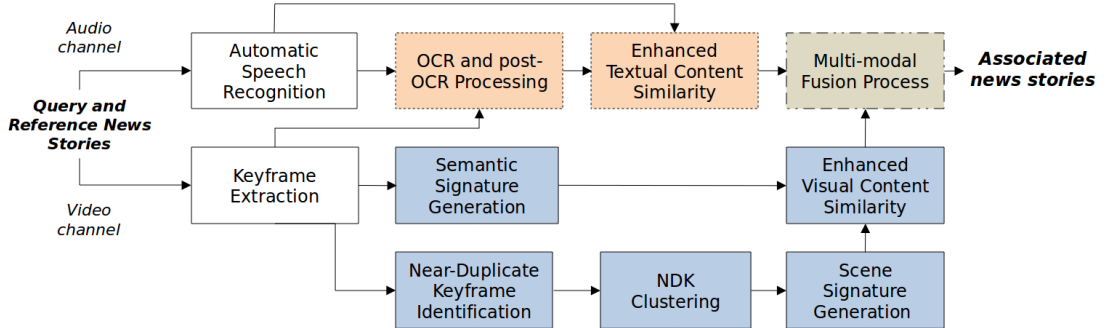 Audio
channel
Automatic
Speech
Recognition
OCR and post-
OCR Processing
Enhanced
Textual Content
Similarity
Multi-modal
Fusion Process
Associated
news stories
Query and
Reference News
Stories
Keyframe
Extraction
Semantic
Signature
Generation
Enhanced
Visual Content
Similarity
Video
channel
Near-Duplicate
Keyframe
Identification
NDK
Clustering
Scene
Signature
Generation